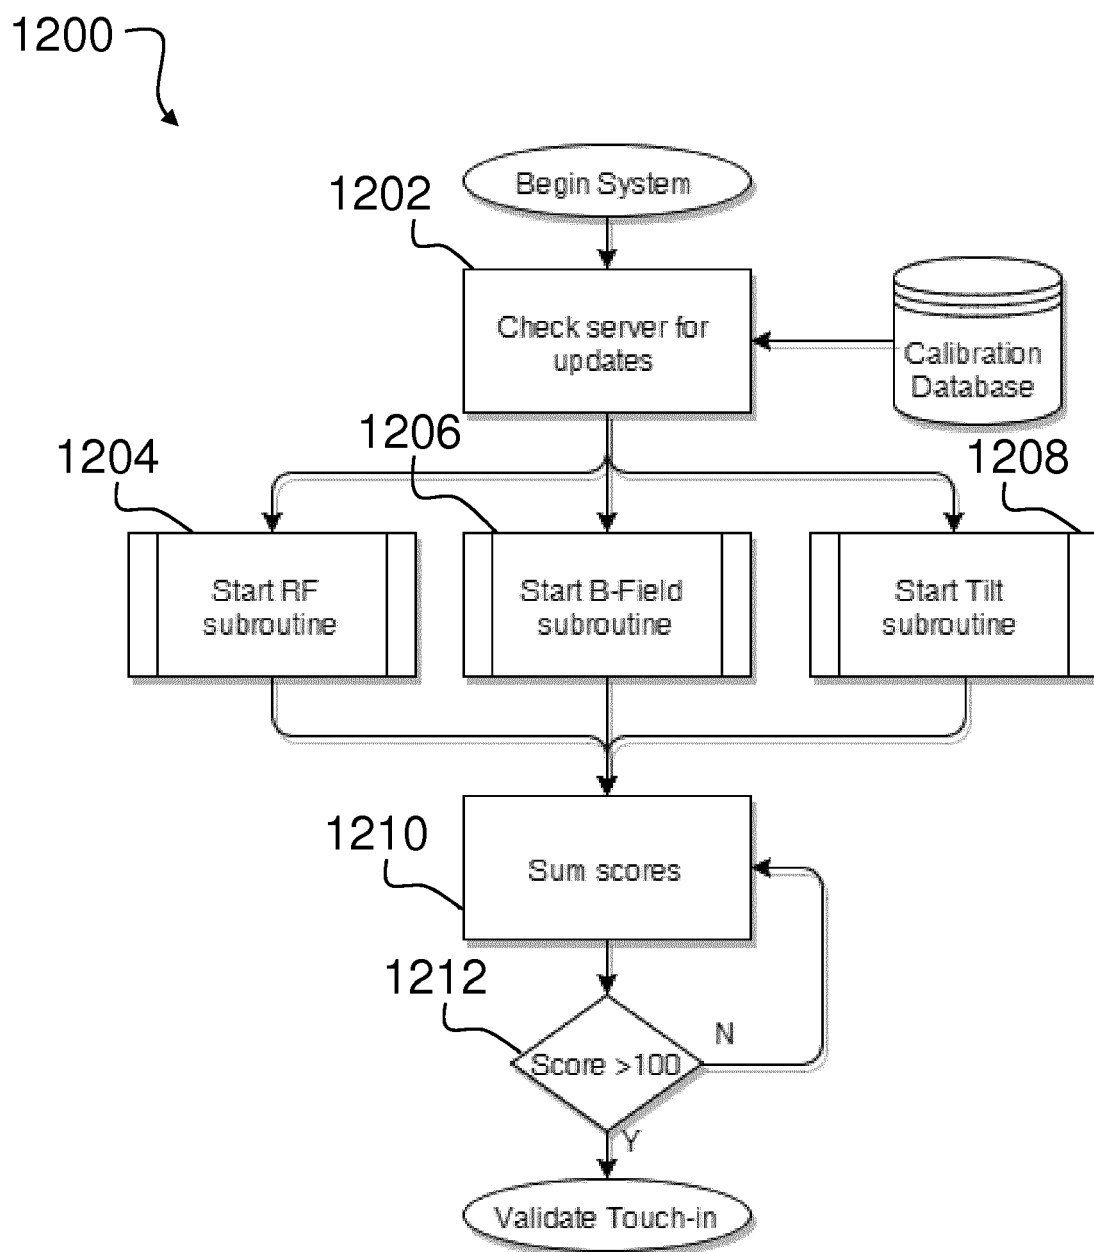 1200
Begin System
1202
Check server for
updates
Calibration
Database
1204
1206
1208
Start RF
subroutine
Start B-Field
subroutine
Start Tilt
subroutine
1210
Sum scores
1212
Score >100
N
Y
Validate Touch-in